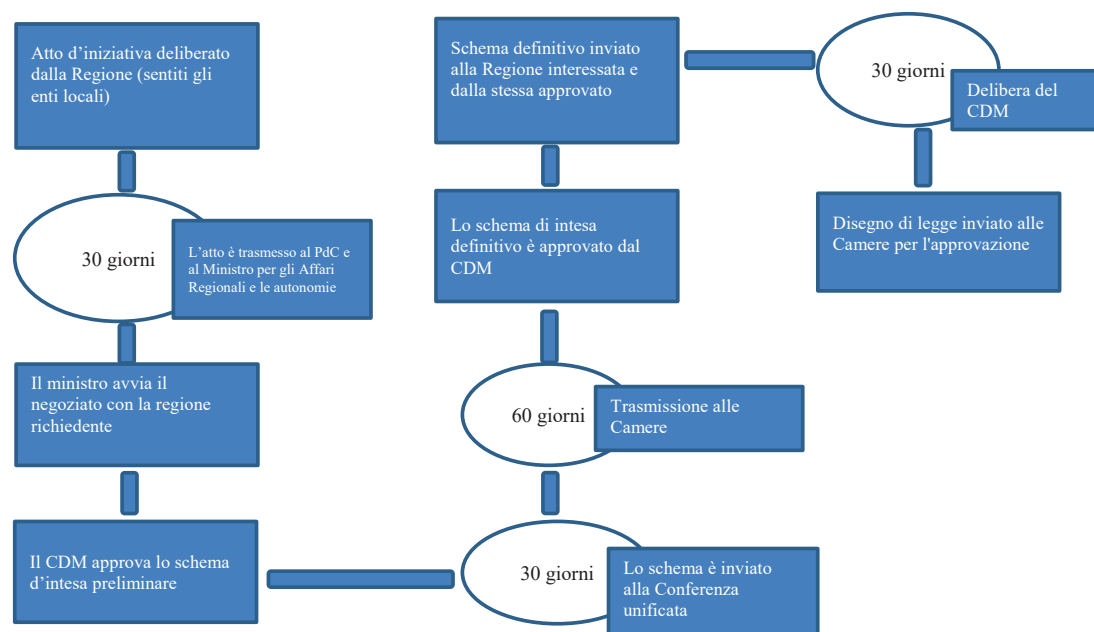 Atto d’iniziativa deliberato
dalla Regione (sentiti gli
enti locali)
30 giorni
L’atto è trasmesso al PdC e
al Ministro per gli Affari
Regionali e le autonomie
Il ministro avvia il
negoziato con la regione
richiedente
Il CDM approva lo schema
d’intesa preliminare
30 giorni
Lo schema è inviato
alla Conferenza
unificata
60 giorni
Trasmissione alle
Camere
Lo schema di intesa
definitivo è approvato dal
CDM
Schema definitivo inviato
alla Regione interessata e
dalla stessa approvato
30 giorni
Delibera del
CDM
Disegno di legge inviato alle
Camere per l'approvazione